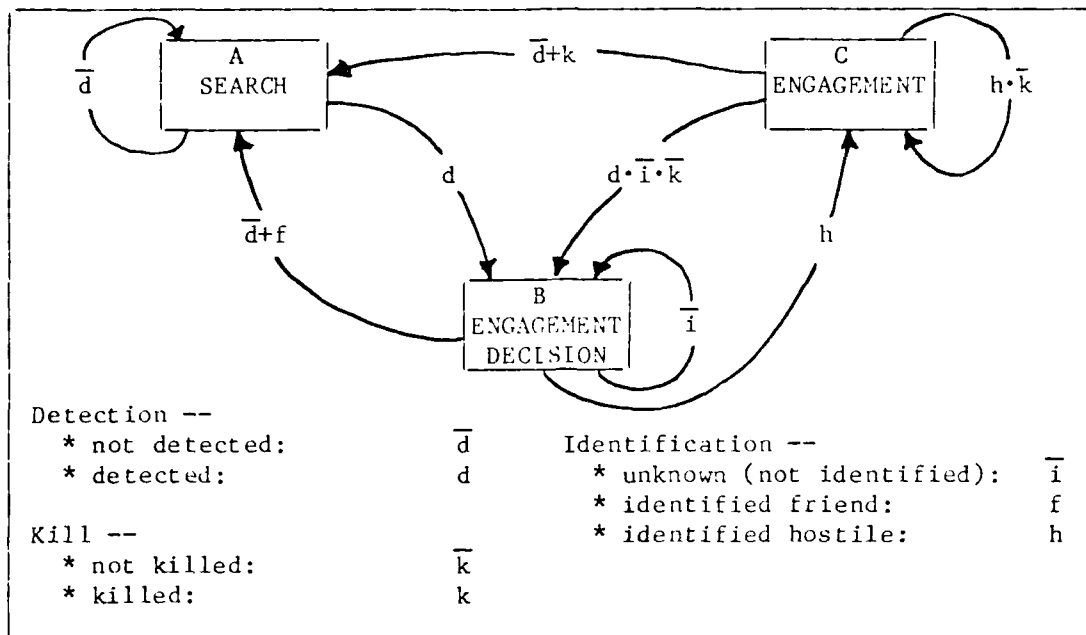 A
SEARCH
C
ENGAGEMENT
d̅
d̅+k
h·k̅
d
d·i̅·k̅
d̅+f
h
B
ENGAGEMENT
DECISION
i̅
Detection --
* not detected: d̅
* detected: d
Kill --
* not killed: k̅
* killed: k
Identification --
* unknown (not identified): i̅
* identified friend: f
* identified hostile: h